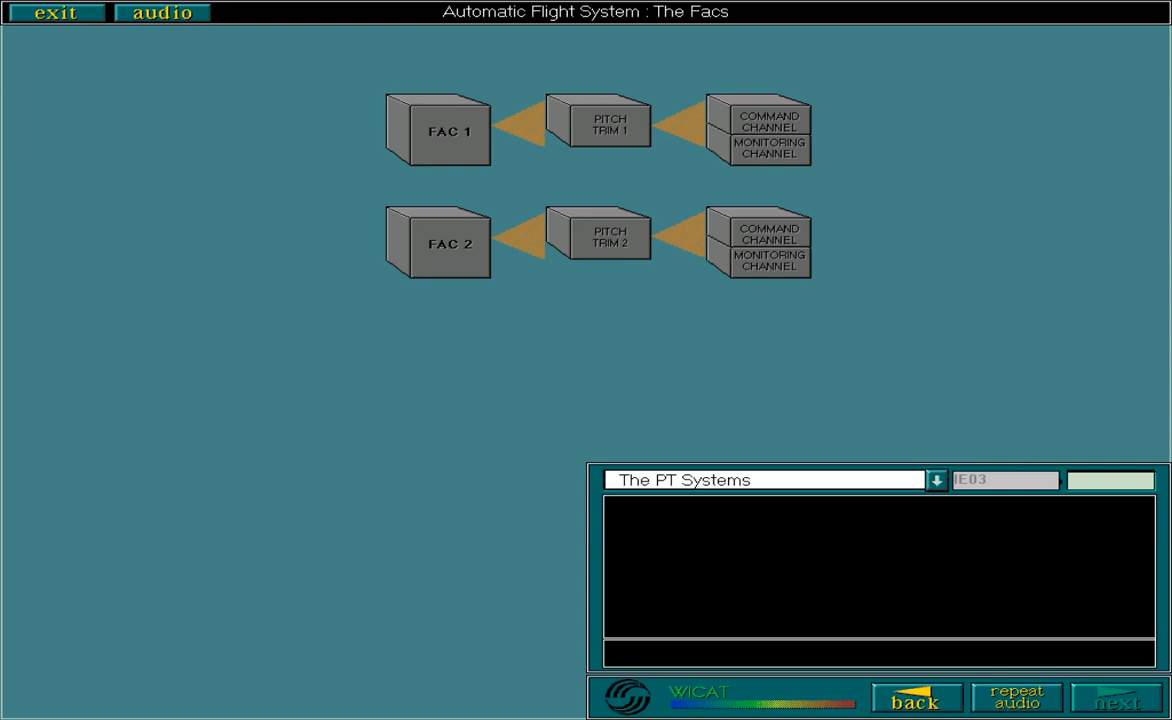 exit
audio
Automatic Flight System : The Facs
FAC 1
PITCH
TRIM 1
COMMAND
CHANNEL
MONITORING
CHANNEL
FAC 2
PITCH
TRIM 2
COMMAND
CHANNEL
MONITORING
CHANNEL
The PT Systems
IE03
WICAT
back
repeat
audio
next